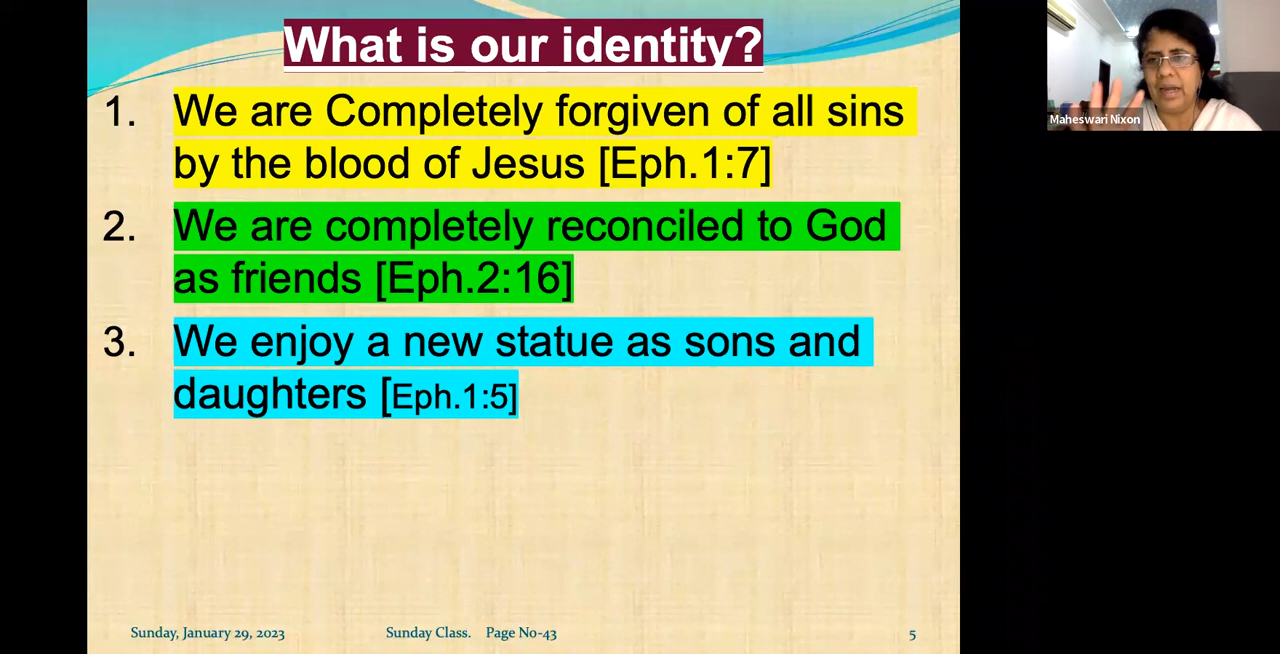 What is our identity?
1. We are Completely forgiven of all sins
by the blood of Jesus [Eph.1:7]
2. We are completely reconciled to God
as friends [Eph.2:16]
3. We enjoy a new statue as sons and
daughters [Eph.1:5]
Sunday, January 29, 2023 Sunday Class. Page No-43 5
Maheswari Nixon